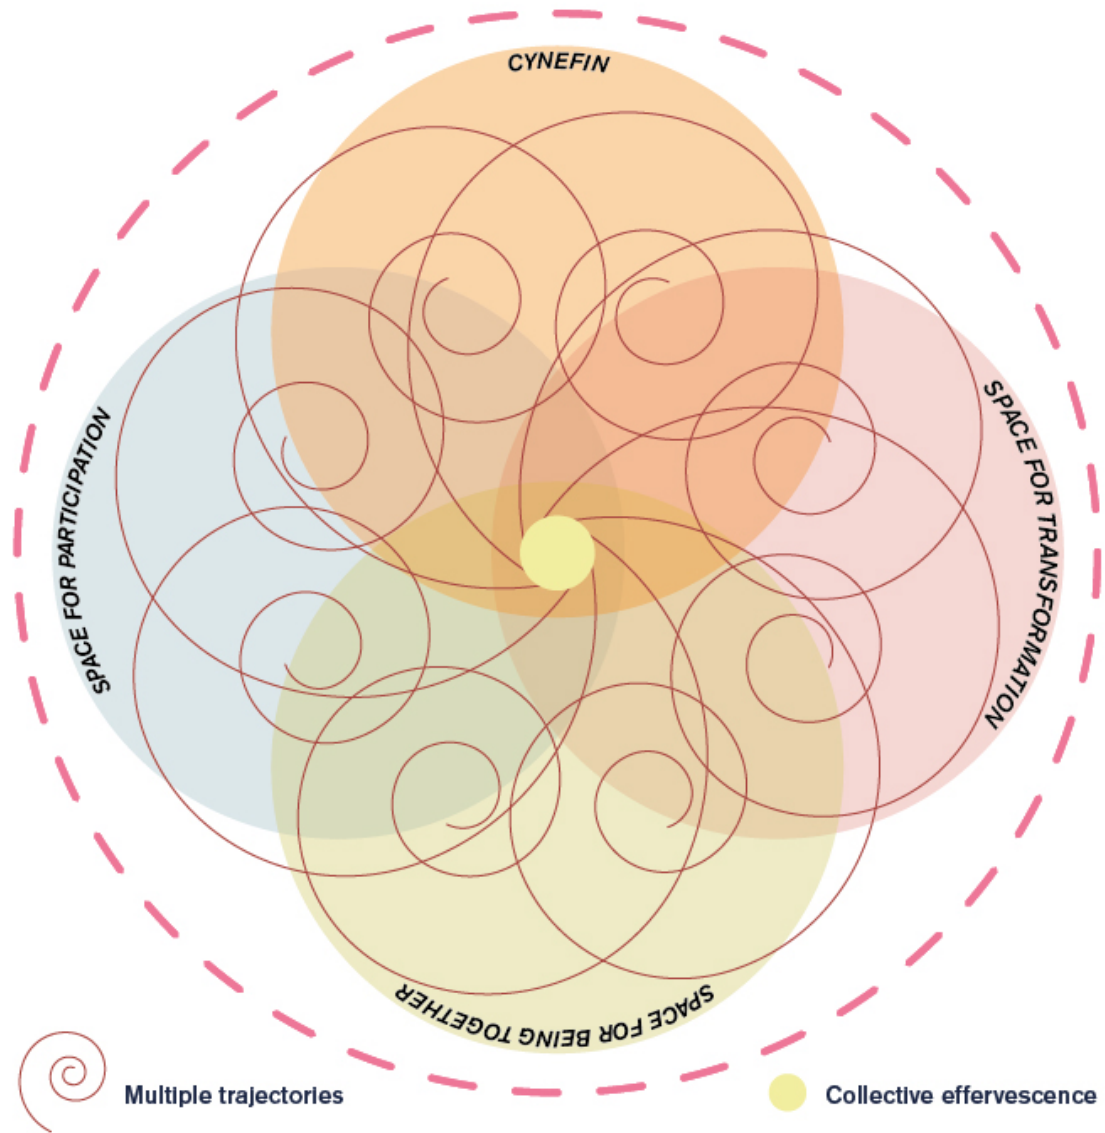 CYNEFIN
SPACE FOR PARTICIPATION
SPACE FOR TRANSFORMATION
SPACE FOR BEING TOGETHER
Multiple trajectories
Collective effervescence